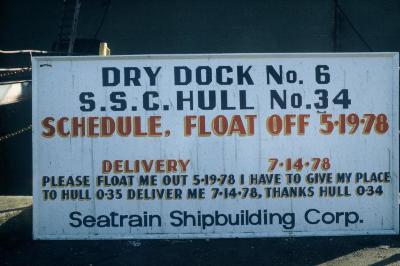 DRY DOCK No. 6
S.S.C. HULL No. 34
SCHEDULE, FLOAT OFF 5-19-78
DELIVERY 7-14-78
PLEASE FLOAT ME OUT 5-19-78 I HAVE TO GIVE MY PLACE
TO HULL 0-35 DELIVER ME 7-14-78, THANKS HULL 0-34
Seatrain Shipbuilding Corp.